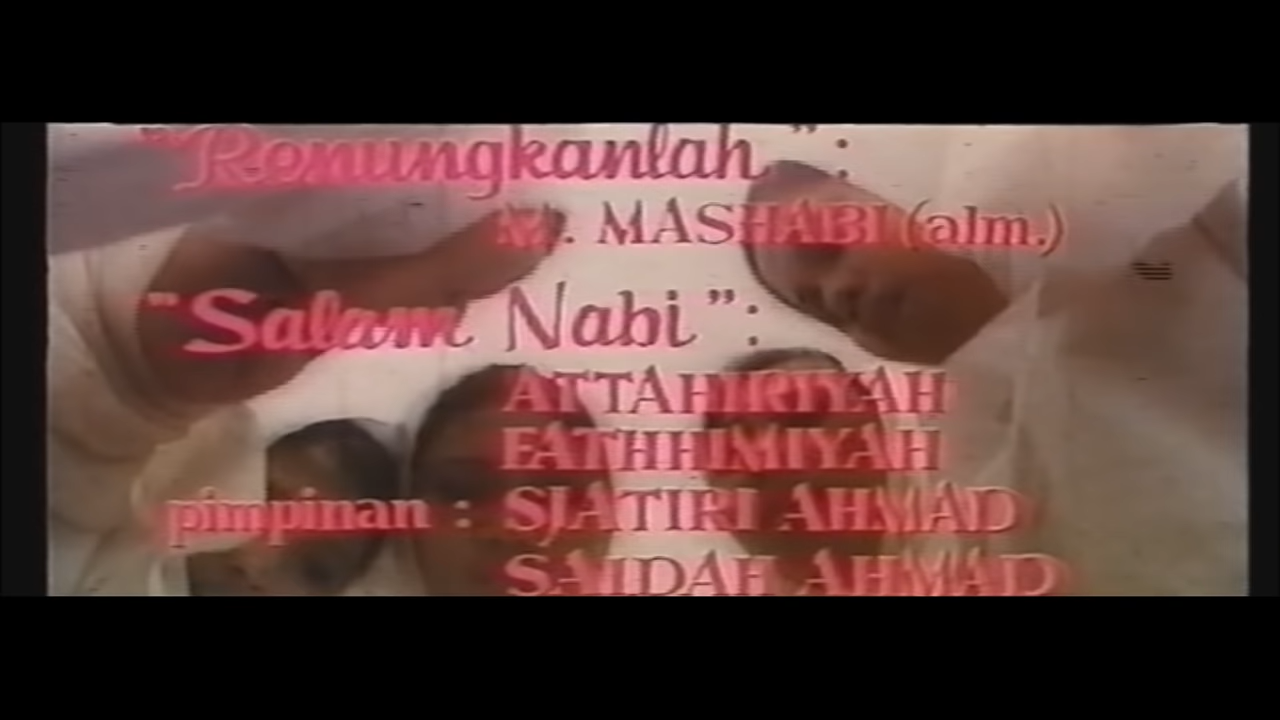 "Renungkanlah":
M. MASHABI (alm.)
"Salam Nabi":
ATTAHIRIYAH
FATHHIMIYAH
pimpinan : SJATIRI AHMAD
SAIDAH AHMAD